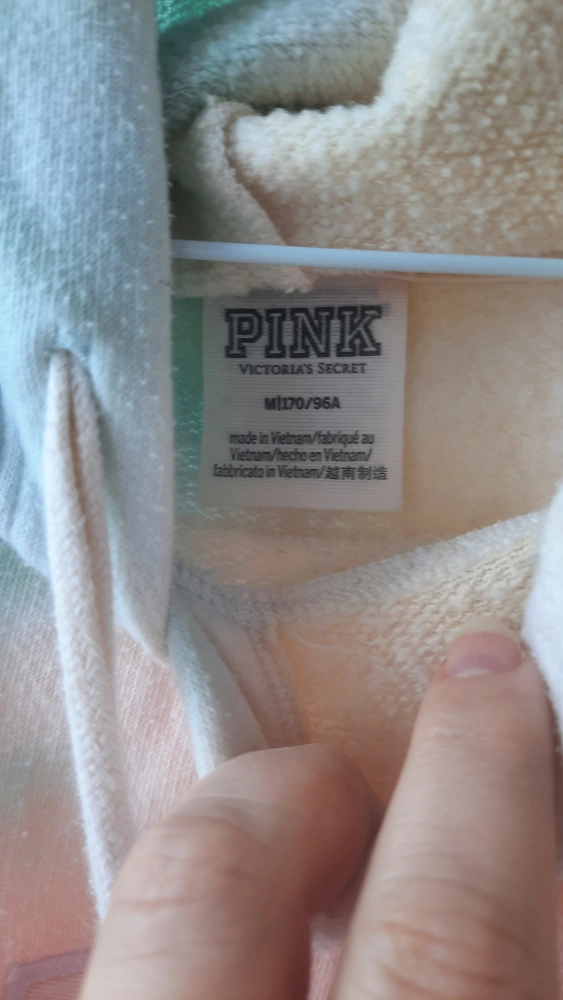 PINK
VICTORIA'S SECRET
M|170/96A
made in Vietnam/fabriqué au
Vietnam/hecho en Vietnam/
fabbricato in Vietnam/越南制造